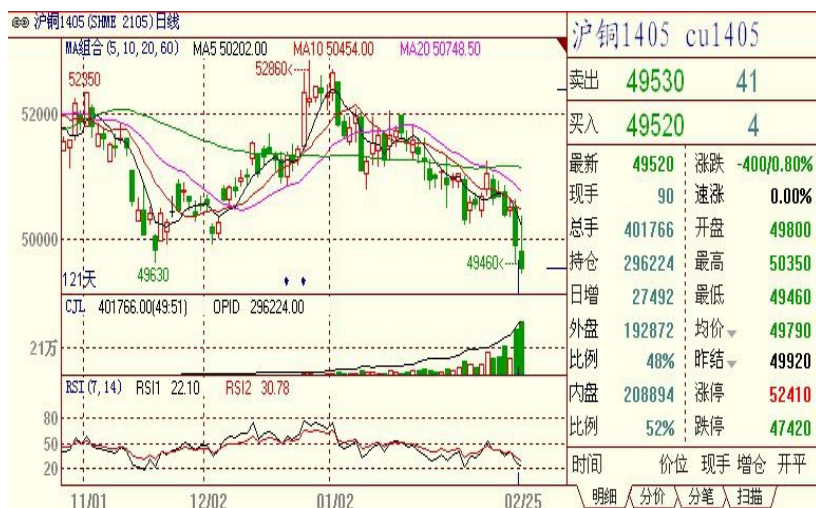 沪铜1405(SHME 2105)日线
MA组合(5,10,20,60) MA5 50202.00 MA10 50454.00 MA20 50748.50
52350
52860
52000
50000
49630
49460
121天
CJL 401766.00(49:51) OPID 296224.00
21万
RSI(7,14) RSI1 22.10 RSI2 30.78
80
50
20
11/01 12/02 01/02 02/25
沪铜1405 cu1405
卖出 49530 41
买入 49520 4
最新 49520 涨跌 -400/0.80%
现手 90 速涨 0.00%
总手 401766 开盘 49800
持仓 296224 最高 50350
日增 27492 最低 49460
外盘 192872 均价 49790
比例 48% 昨结 49920
内盘 208894 涨停 52410
比例 52% 跌停 47420
时间 价位 现手 增仓 开平
明细 分价 分笔 扫描